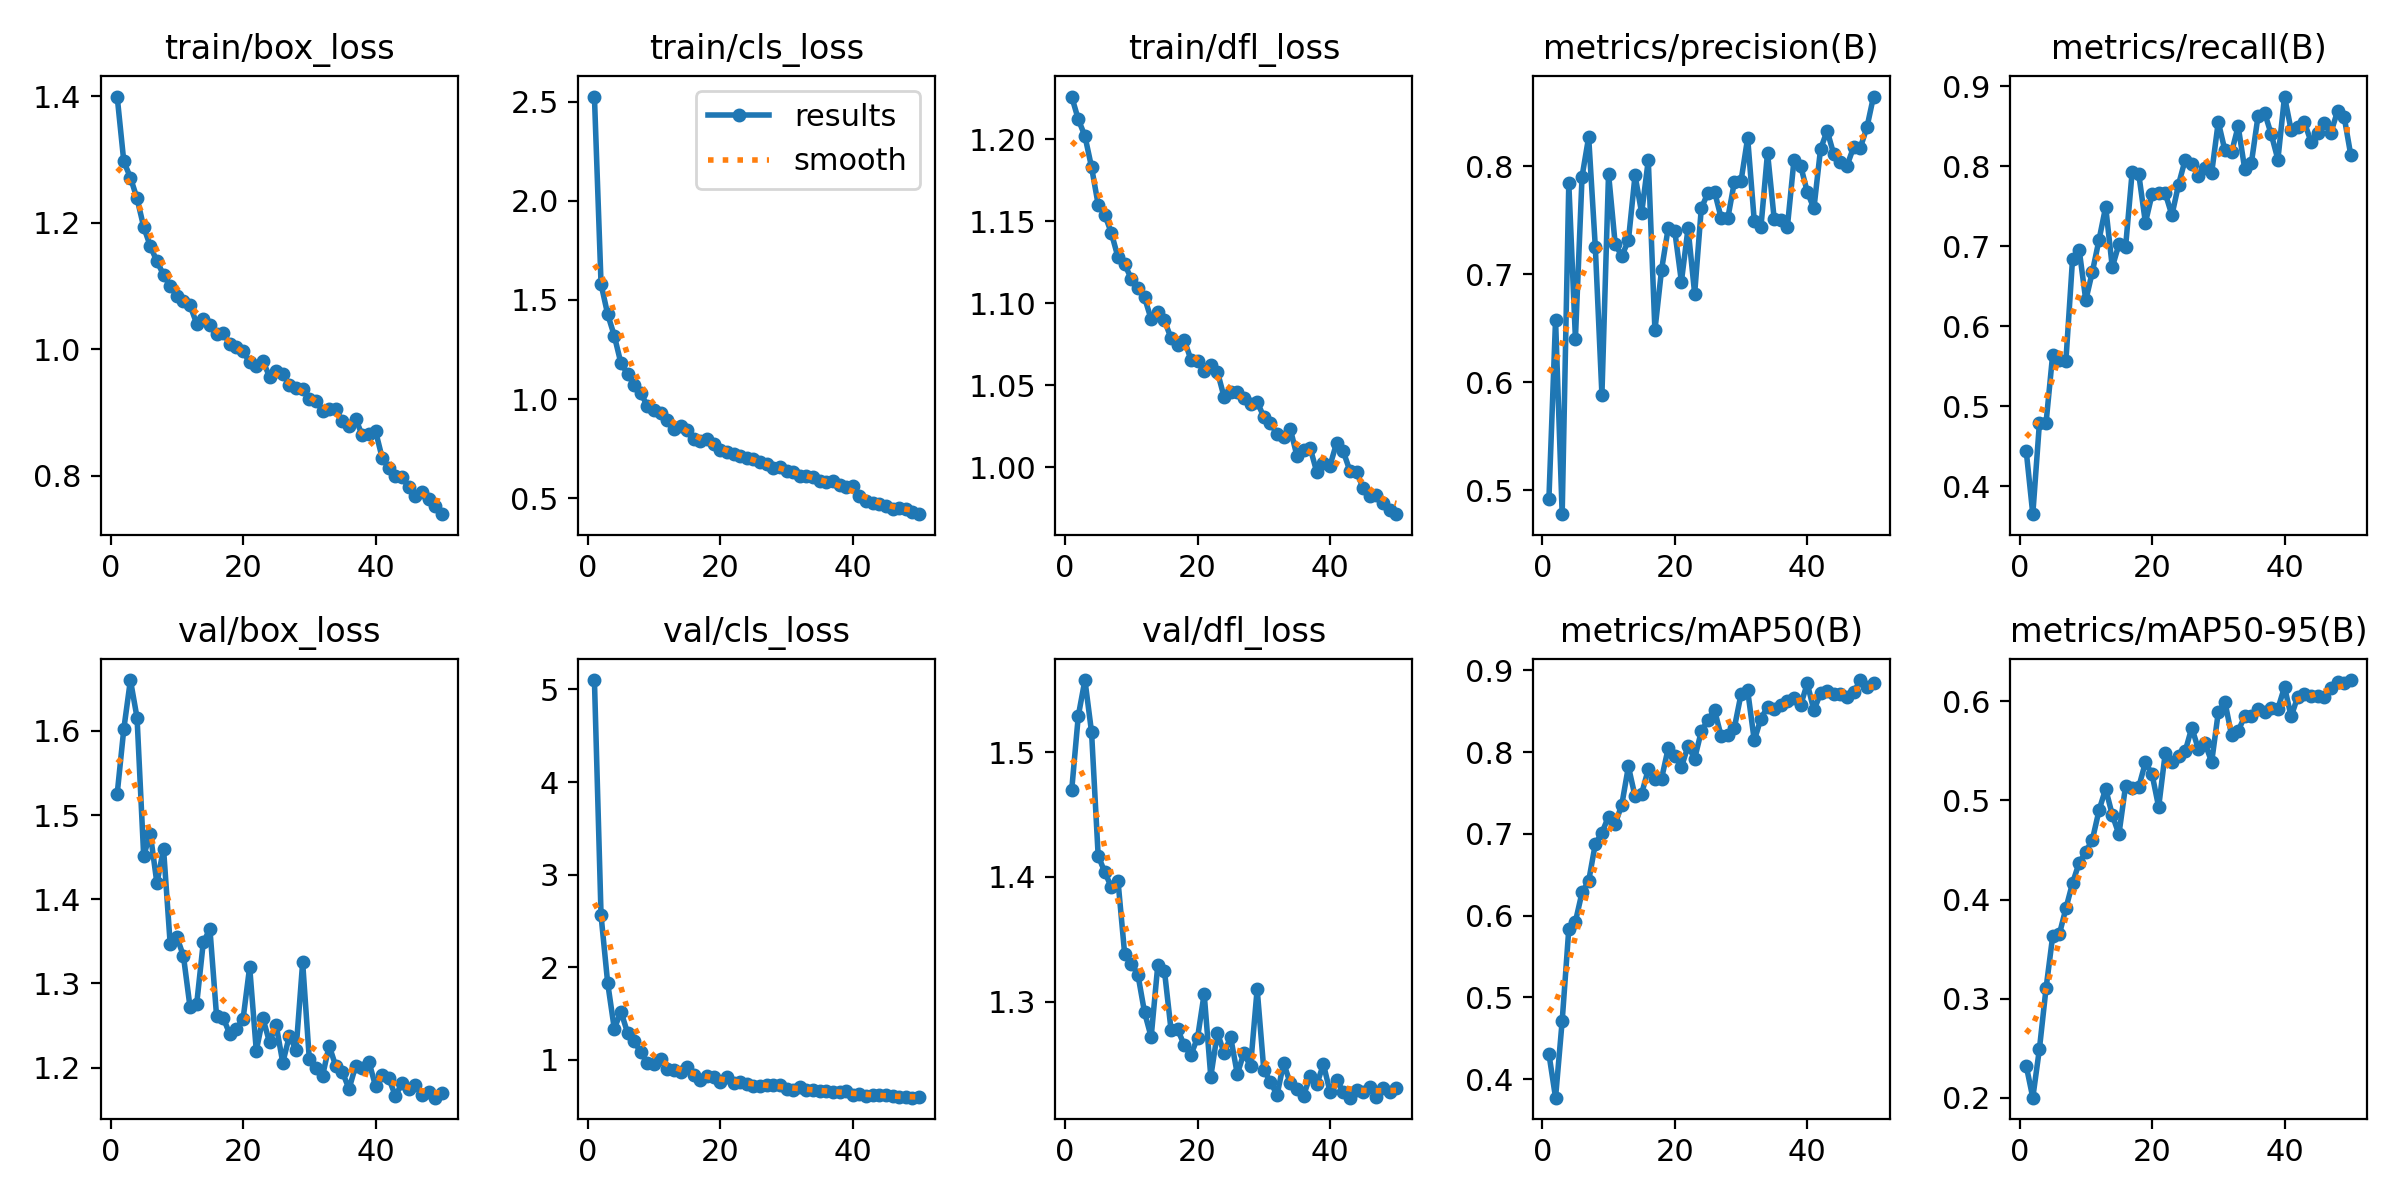 train/box_loss
1.4
1.2
1.0
0.8
0 20 40
train/cls_loss
results
smooth
2.5
2.0
1.5
1.0
0.5
0 20 40
train/dfl_loss
1.20
1.15
1.10
1.05
1.00
0 20 40
metrics/precision(B)
0.8
0.7
0.6
0.5
0 20 40
metrics/recall(B)
0.9
0.8
0.7
0.6
0.5
0.4
0 20 40
val/box_loss
1.6
1.5
1.4
1.3
1.2
0 20 40
val/cls_loss
5
4
3
2
1
0 20 40
val/dfl_loss
1.5
1.4
1.3
0 20 40
metrics/mAP50(B)
0.9
0.8
0.7
0.6
0.5
0.4
0 20 40
metrics/mAP50-95(B)
0.6
0.5
0.4
0.3
0.2
0 20 40